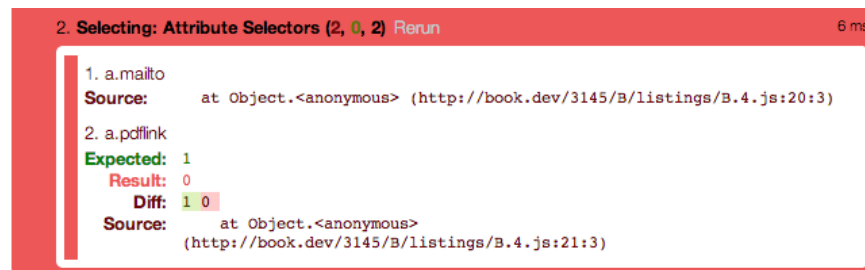 2. Selecting: Attribute Selectors (2, 0, 2) Rerun 6 ms
1. a.mailto
Source: at Object.<anonymous> (http://book.dev/3145/B/listings/B.4.js:20:3)
2. a.pdflink
Expected: 1
Result: 0
Diff: 1 0
Source: at Object.<anonymous>
(http://book.dev/3145/B/listings/B.4.js:21:3)